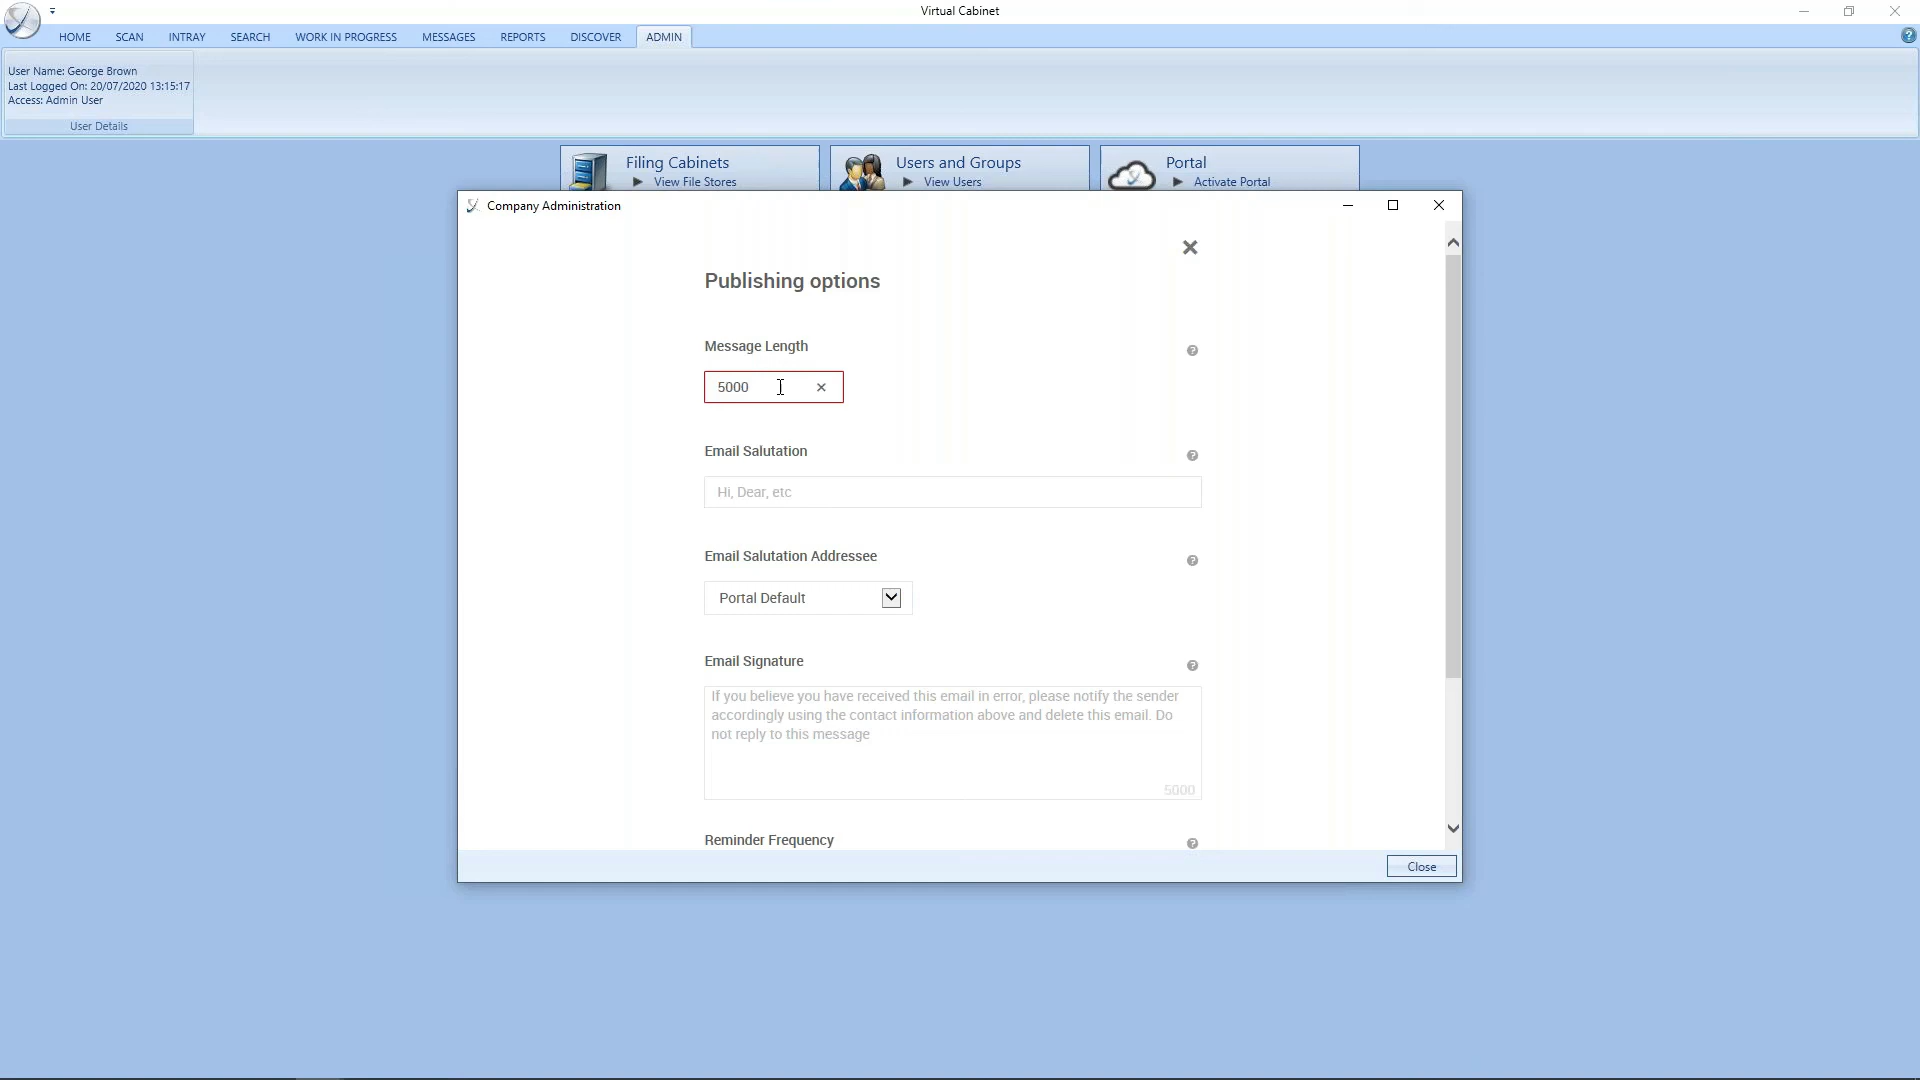 Virtual Cabinet
HOME SCAN INTRAY SEARCH WORK IN PROGRESS MESSAGES REPORTS DISCOVER ADMIN
User Name: George Brown
Last Logged On: 20/07/2020 13:15:17
Access: Admin User
User Details
Filing Cabinets
View File Stores
Users and Groups
View Users
Portal
Activate Portal
Company Administration
Publishing options
Message Length
5000
Email Salutation
Hi, Dear, etc
Email Salutation Addressee
Portal Default
Email Signature
If you believe you have received this email in error, please notify the sender
accordingly using the contact information above and delete this email. Do
not reply to this message
5000
Reminder Frequency
Close